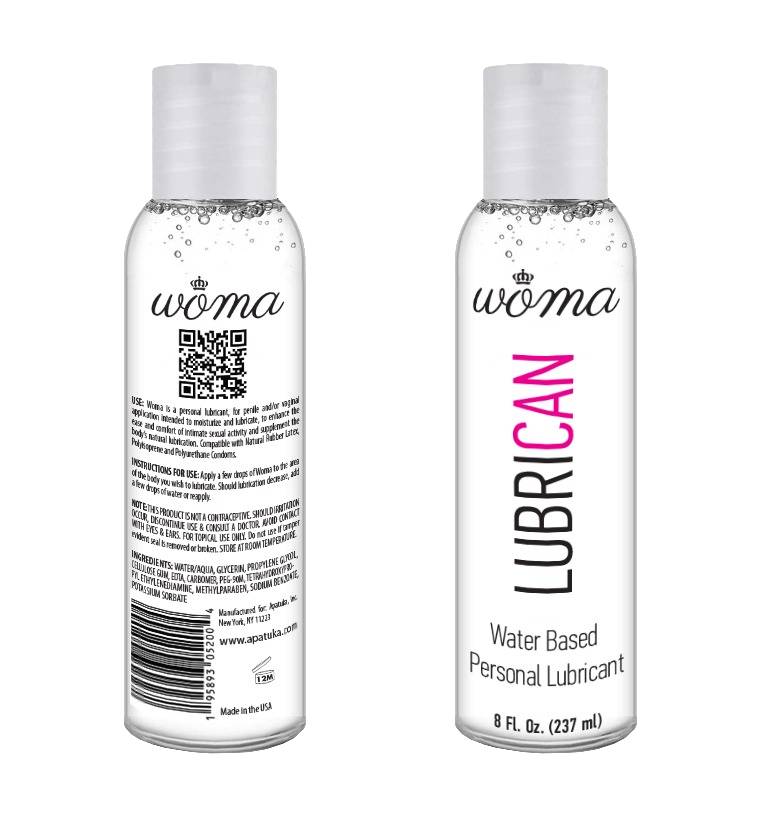 woma
USE: Woma is a personal lubricant, for penile and/or vaginal
application intended to moisturize and lubricate, to enhance the
ease and comfort of intimate sexual activity and supplement the
body's natural lubrication. Compatible with Natural Rubber Latex,
Polyisoprene and Polyurethane Condoms.
INSTRUCTIONS FOR USE: Apply a few drops of Woma to the area
of the body you wish to lubricate. Should lubrication decrease, add
a few drops of water or reapply.
NOTE: THIS PRODUCT IS NOT A CONTRACEPTIVE. SHOULD IRRITATION
OCCUR, DISCONTINUE USE & CONSULT A DOCTOR. AVOID CONTACT
WITH EYES & EARS. FOR TOPICAL USE ONLY. Do not use if tamper
evident seal is removed or broken. STORE AT ROOM TEMPERATURE.
INGREDIENTS: WATER/AQUA, GLYCERIN, PROPYLENE GLYCOL,
CELLULOSE GUM, EDTA, CARBOMER, PEG-90M, TETRAHYDROXYPRO-
PYL ETHYLENEDIAMINE, METHYLPARABEN, SODIUM BENZONTE,
POTASSIUM SORBATE
1 95893 05200 4
Manufactured for: Apatuka, Inc.
New York, NY 11223
www.apatuka.com
12M
Made in the USA
woma
LUBRICAN
Water Based
Personal Lubricant
8 Fl. Oz. (237 ml)